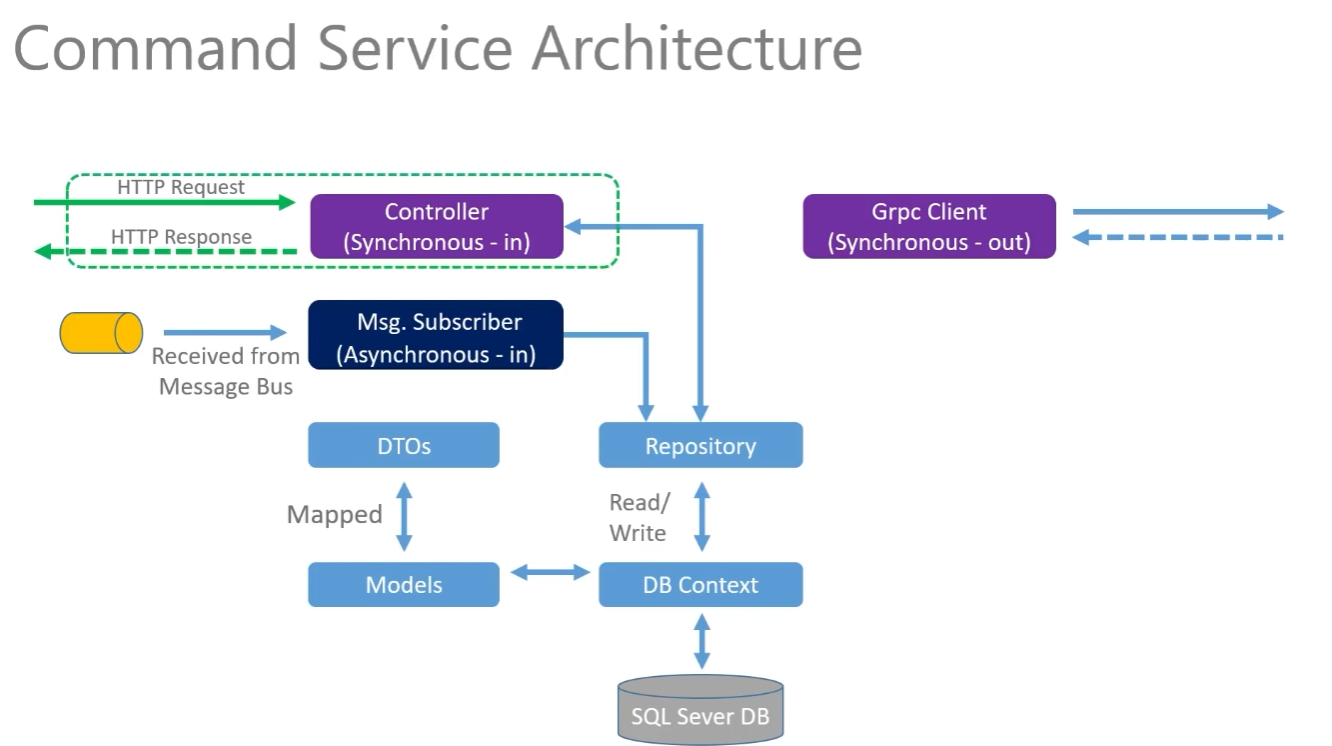 Command Service Architecture
HTTP Request
HTTP Response
Controller
(Synchronous - in)
Grpc Client
(Synchronous - out)
Received from
Message Bus
Msg. Subscriber
(Asynchronous - in)
DTOs
Repository
Mapped
Read/
Write
Models
DB Context
SQL Sever DB